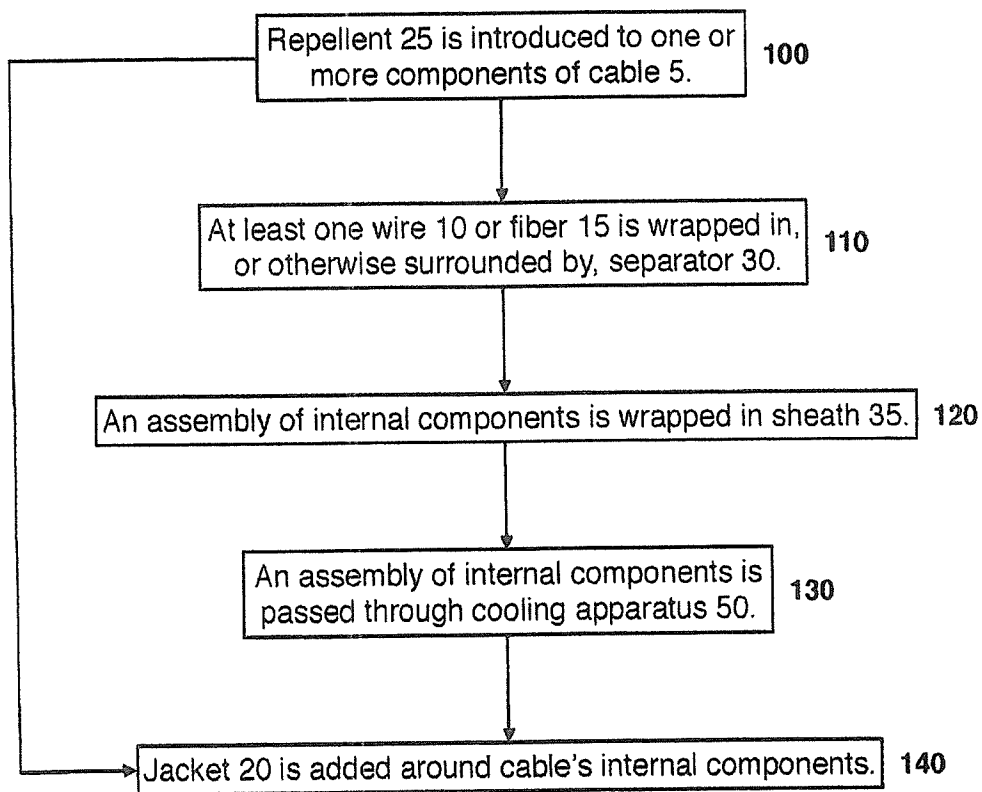 Repellent 25 is introduced to one or
more components of cable 5.
100
At least one wire 10 or fiber 15 is wrapped in,
or otherwise surrounded by, separator 30.
110
An assembly of internal components is wrapped in sheath 35.
120
An assembly of internal components is
passed through cooling apparatus 50.
130
Jacket 20 is added around cable's internal components.
140